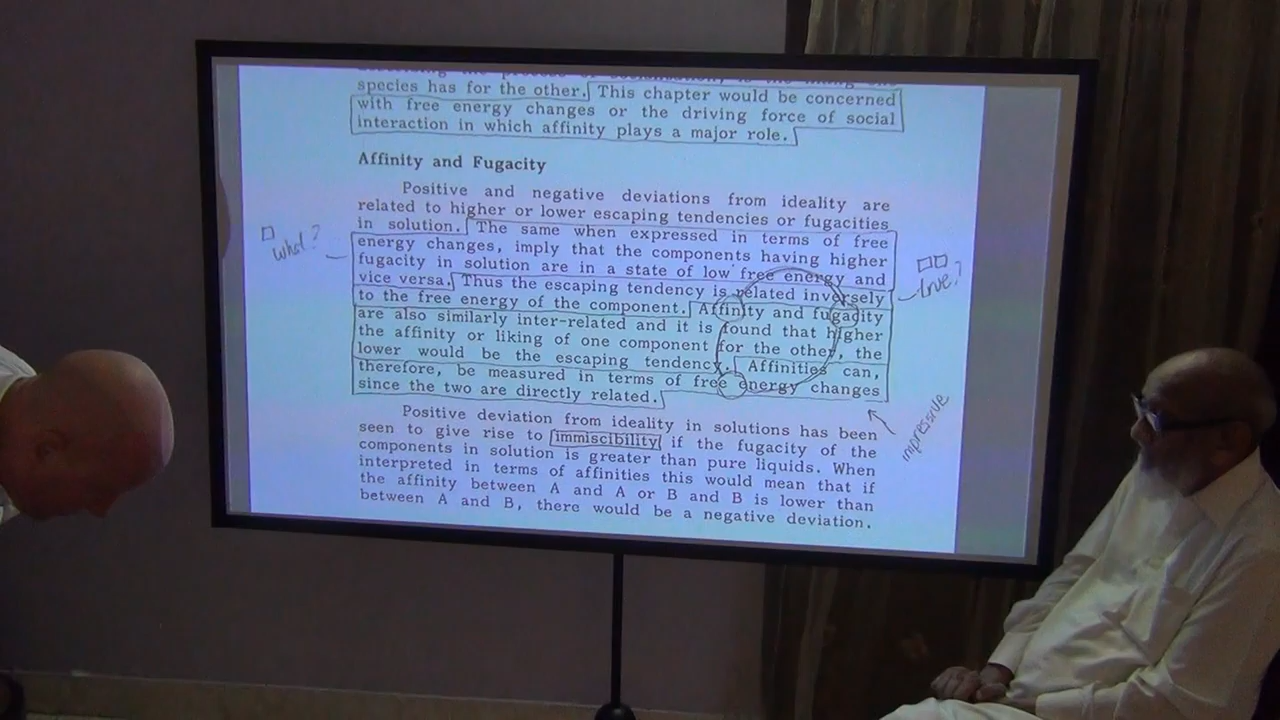 species has for the other. This chapter would be concerned
with free energy changes or the driving force of social
interaction in which affinity plays a major role.
Affinity and Fugacity
Positive and negative deviations from ideality are
related to higher or lower escaping tendencies or fugacities
in solution. The same when expressed in terms of free
energy changes, imply that the components having higher
fugacity in solution are in a state of low free energy and
vice versa. Thus the escaping tendency is related inversely
to the free energy of the component. Affinity and fugacity
are also similarly inter-related and it is found that higher
the affinity or liking of one component for the other, the
lower would be the escaping tendency. Affinities can,
therefore, be measured in terms of free energy changes
since the two are directly related.
what?
impressive
Positive deviation from ideality in solutions has been
seen to give rise to immiscibility if the fugacity of the
components in solution is greater than pure liquids. When
interpreted in terms of affinities this would mean that if
the affinity between A and A or B and B is lower than
between A and B, there would be a negative deviation.